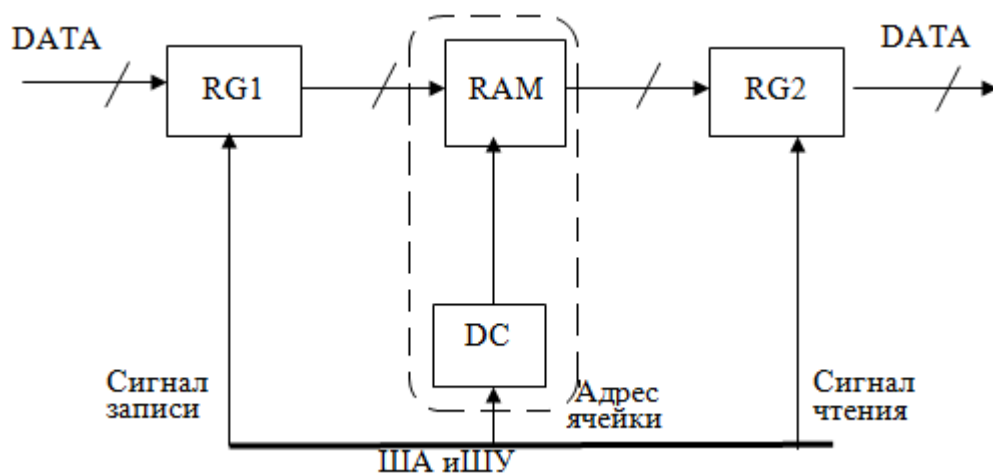 DATA
DATA
RG1
RAM
RG2
DC
Сигнал
записи
Адрес
ячейки
Сигнал
чтения
ША иШУ